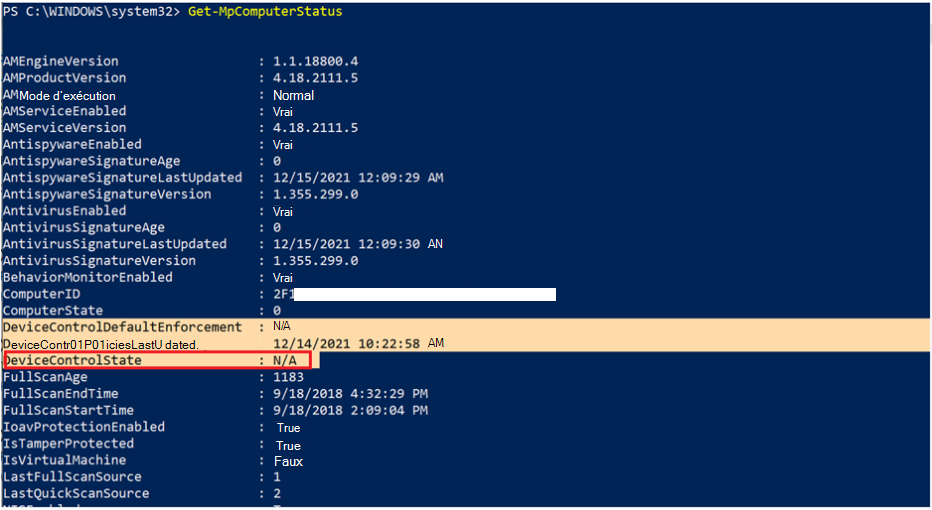 PS C:\WINDOWS\system32> Get-MpComputerStatus
AMEngineVersion : 1.1.18800.4
AMProductVersion : 4.18.2111.5
AMMode d'exécution : Normal
AMServiceEnabled : Vrai
AMServiceVersion : 4.18.2111.5
AntispywareEnabled : Vrai
AntispywareSignatureAge : 0
AntispywareSignatureLastUpdated : 12/15/2021 12:09:29 AM
AntispywareSignatureVersion : 1.355.299.0
AntivirusEnabled : Vrai
AntivirusSignatureAge : 0
AntivirusSignatureLastUpdated : 12/15/2021 12:09:30 AN
AntivirusSignatureVersion : 1.355.299.0
BehaviorMonitorEnabled : Vrai
ComputerID : 2F1
ComputerState : 0
DeviceControlDefaultEnforcement : N/A
DeviceContr01P01iciesLastU dated. 12/14/2021 10:22:58 AM
DeviceControlState : N/A
FullScanAge : 1183
FullScanEndTime : 9/18/2018 4:32:29 PM
FullScanStartTime : 9/18/2018 2:09:04 PM
IoavProtectionEnabled : True
IsTamperProtected : True
IsVirtualMachine : Faux
LastFullScanSource : 1
LastQuickScanSource : 2